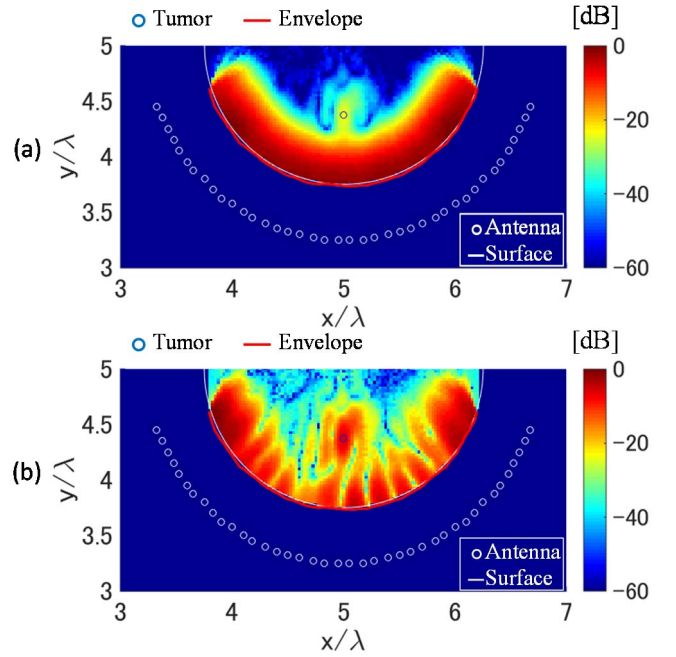 Tumor Envelope [dB]
(a)
y/λ
5
4.5
4
3.5
3
3 4 5 6 7
x/λ
Antenna
Surface
0
−20
−40
−60
Tumor Envelope [dB]
(b)
y/λ
5
4.5
4
3.5
3
3 4 5 6 7
x/λ
Antenna
Surface
0
−20
−40
−60